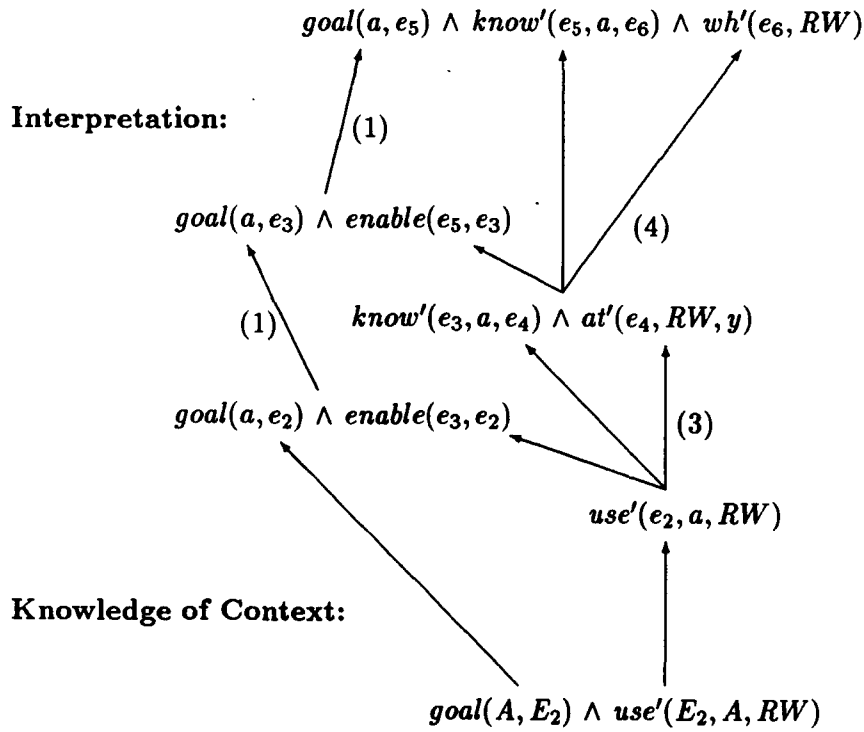 goal(a, e₅) ∧ know′(e₅, a, e₆) ∧ wh′(e₆, RW)
Interpretation:
(1)
goal(a, e₃) ∧ enable(e₅, e₃)
(4)
(1)
know′(e₃, a, e₄) ∧ at′(e₄, RW, y)
goal(a, e₂) ∧ enable(e₃, e₂)
(3)
use′(e₂, a, RW)
Knowledge of Context:
goal(A, E₂) ∧ use′(E₂, A, RW)